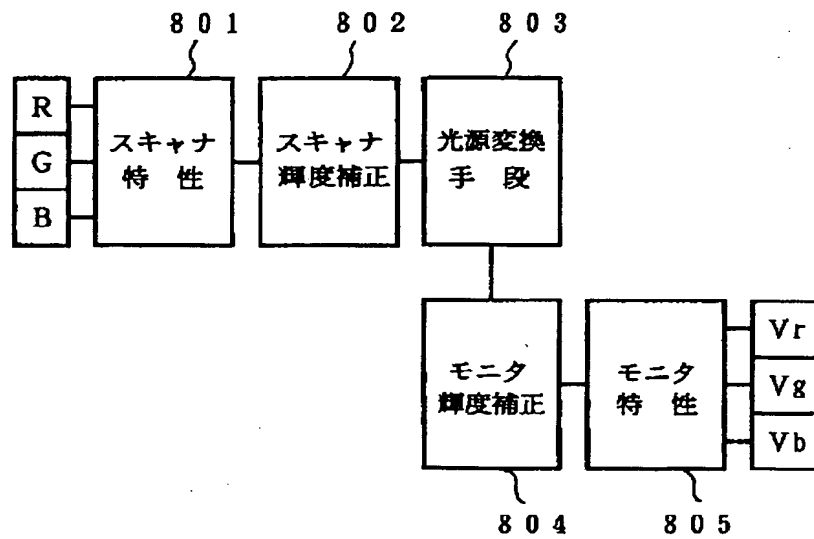 801
802
803
R
G
B
スキャナ
特 性
スキャナ
輝度補正
光源変換
手 段
モニタ
輝度補正
モニタ
特 性
Vr
Vg
Vb
804
805